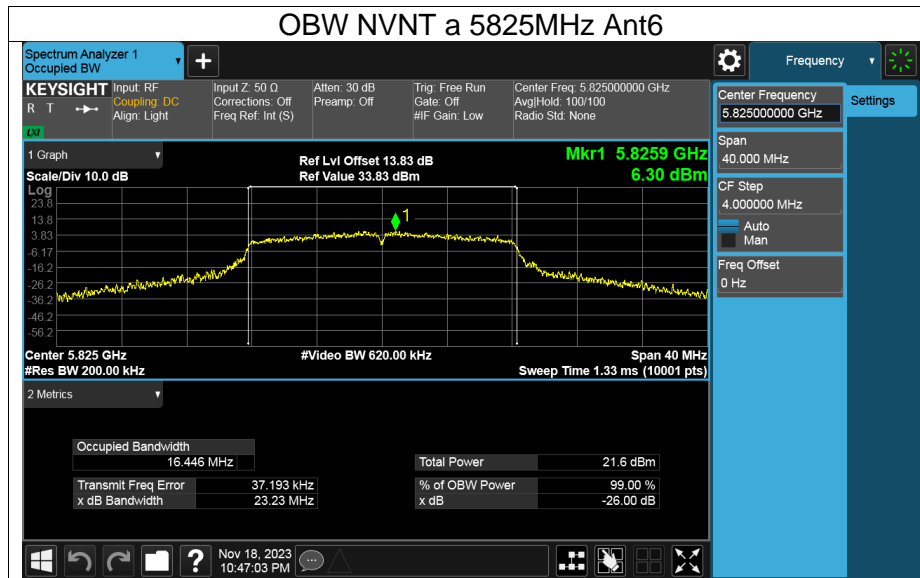 OBW NVNT a 5825MHz Ant6
Spectrum Analyzer 1
Occupied BW
+
Frequency
KEYSIGHT
R T
LXI
Input: RF
Coupling: DC
Align: Light
Input Z: 50 Ω
Corrections: Off
Freq Ref: Int (S)
Atten: 30 dB
Preamp: Off
Trig: Free Run
Gate: Off
#IF Gain: Low
Center Freq: 5.825000000 GHz
Avg|Hold: 100/100
Radio Std: None
Center Frequency
5.825000000 GHz
Settings
Span
40.000 MHz
CF Step
4.000000 MHz
Auto
Man
Freq Offset
0 Hz
1 Graph
Scale/Div 10.0 dB
Ref Lvl Offset 13.83 dB
Ref Value 33.83 dBm
Mkr1 5.8259 GHz
6.30 dBm
Log
23.8
13.8
3.83
-6.17
-16.2
-26.2
-36.2
-46.2
-56.2
1
Center 5.825 GHz
#Res BW 200.00 kHz
#Video BW 620.00 kHz
Span 40 MHz
Sweep Time 1.33 ms (10001 pts)
2 Metrics
Occupied Bandwidth
16.446 MHz
Transmit Freq Error 37.193 kHz
x dB Bandwidth 23.23 MHz
Total Power 21.6 dBm
% of OBW Power 99.00 %
x dB -26.00 dB
?
Nov 18, 2023
10:47:03 PM